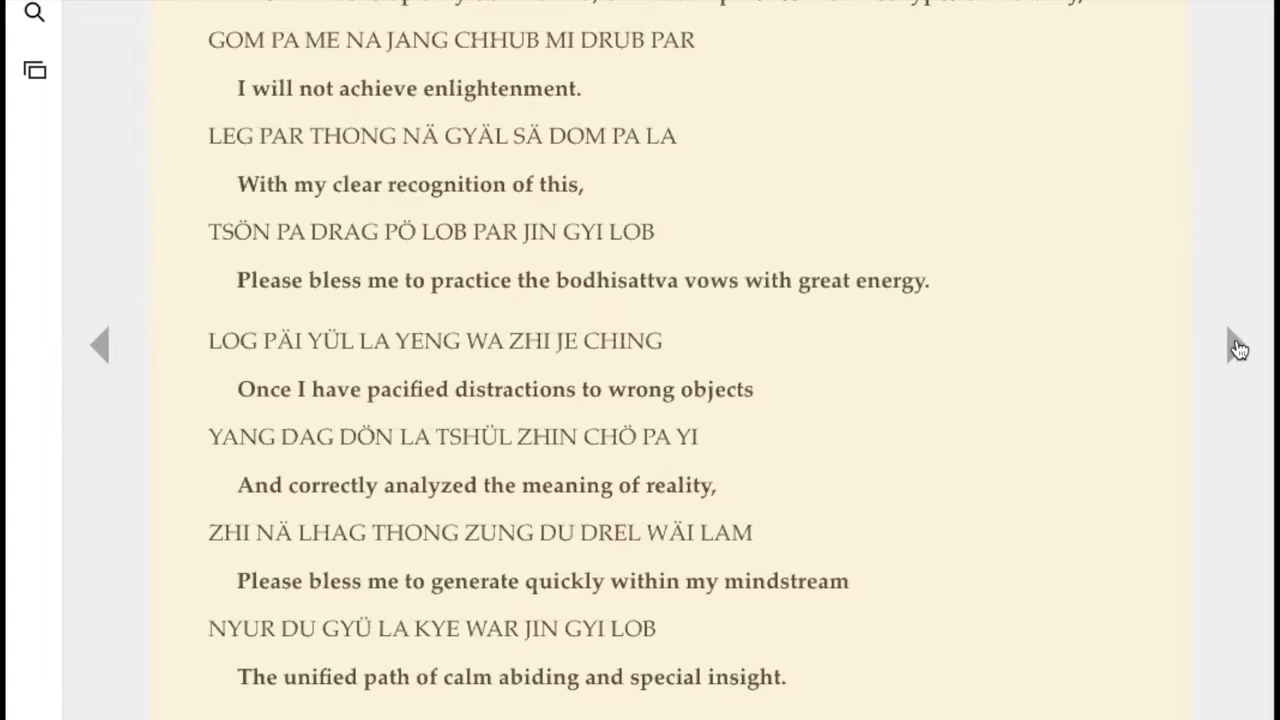 GOM PA ME NA JANG CHHUB MI DRUB PAR
I will not achieve enlightenment.
LEG PAR THONG NÄ GYÄL SÄ DOM PA LA
With my clear recognition of this,
TSÖN PA DRAG PÖ LOB PAR JIN GYI LOB
Please bless me to practice the bodhisattva vows with great energy.
LOG PÄI YÜL LA YENG WA ZHI JE CHING
Once I have pacified distractions to wrong objects
YANG DAG DÖN LA TSHÜL ZHIN CHÖ PA YI
And correctly analyzed the meaning of reality,
ZHI NÄ LHAG THONG ZUNG DU DREL WÄI LAM
Please bless me to generate quickly within my mindstream
NYUR DU GYÜ LA KYE WAR JIN GYI LOB
The unified path of calm abiding and special insight.